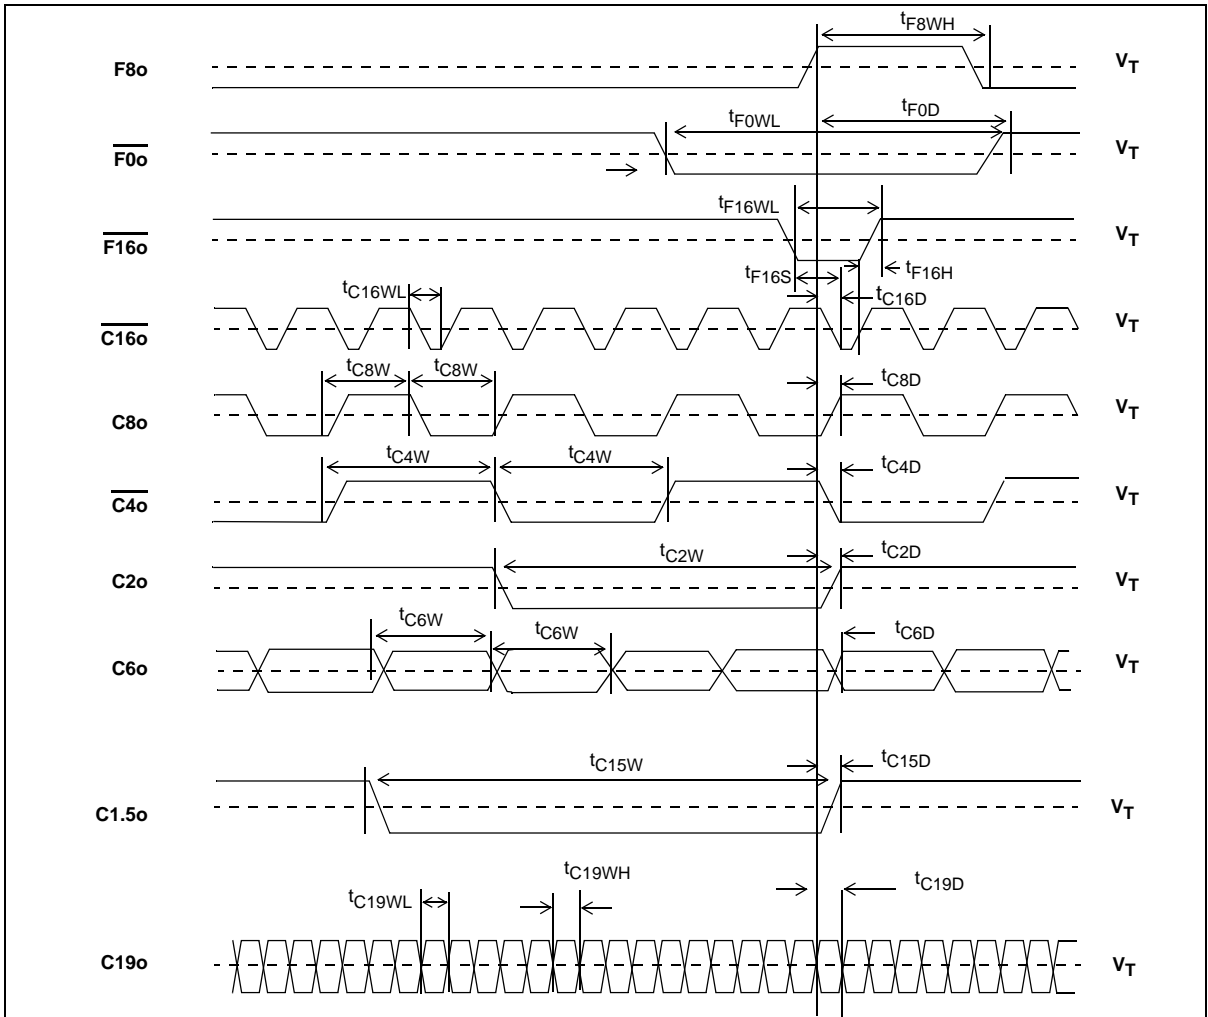 tF8WH
F8o VT
tF0WL tF0D
F0o VT
tF16WL
F16o VT
tF16S tF16H
tC16WL tC16D
C16o VT
tC8W tC8W tC8D
C8o VT
tC4W tC4W tC4D
C4o VT
tC2W tC2D
C2o VT
tC6W tC6W tC6D
C6o VT
tC15W tC15D
C1.5o VT
tC19WL tC19WH tC19D
C19o VT